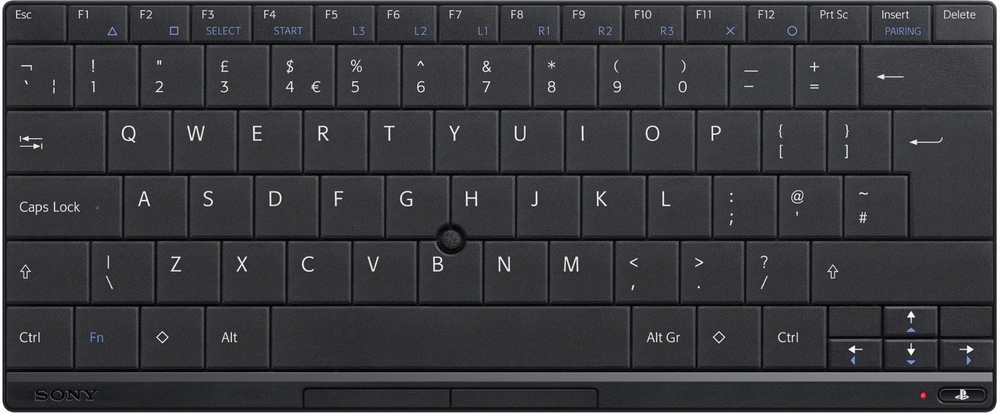 Esc F1 F2 F3 F4 F5 F6 F7 F8 F9 F10 F11 F12 Prt Sc Insert Delete
△ □ SELECT START L3 L2 L1 R1 R2 R3 ✕ ○ PAIRING
¬ ! " £ $ % ^ & * ( ) — +
` ¦ 1 2 3 4 € 5 6 7 8 9 0 - = ←
Q W E R T Y U I O P { }
[ ]
Caps Lock A S D F G H J K L : @ ~
; ' #
⇧ | Z X C V B N M < > ? ⇧
\ , . /
Ctrl Fn ◇ Alt Alt Gr ◇ Ctrl ↑
← ↓ →
SONY